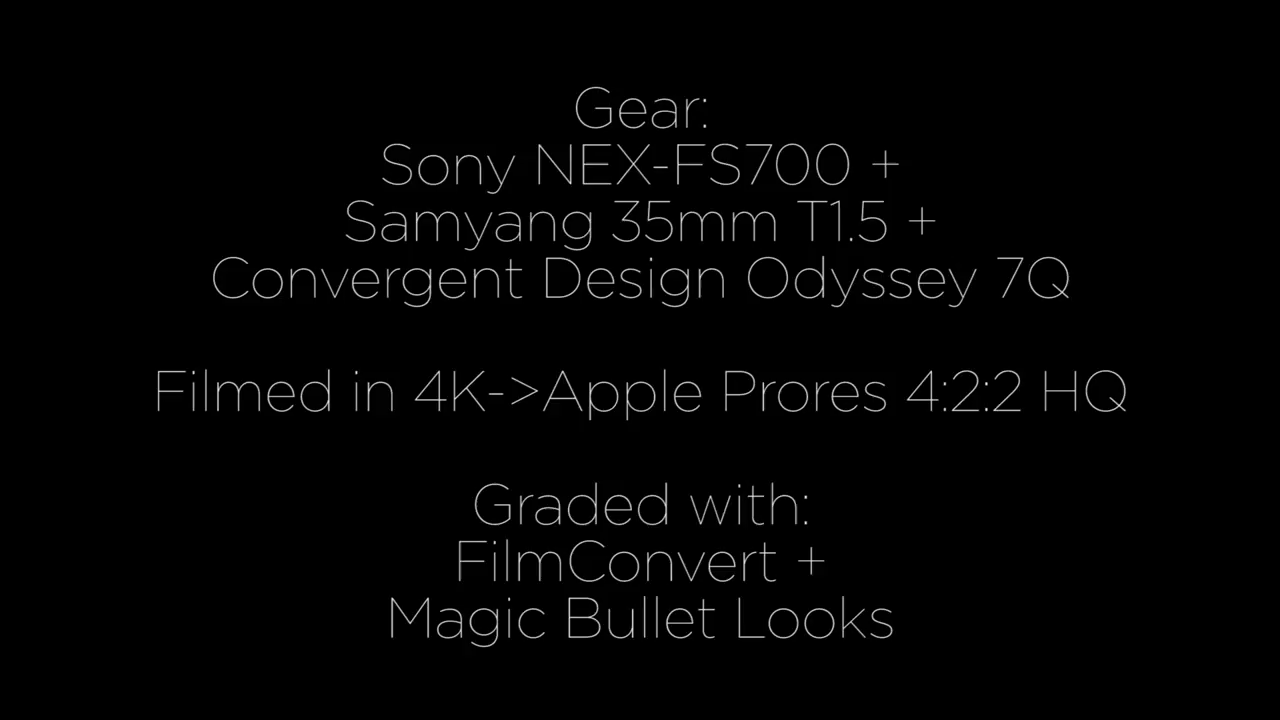 Gear:
Sony NEX-FS700 +
Samyang 35mm T1.5 +
Convergent Design Odyssey 7Q
Filmed in 4K->Apple Prores 4:2:2 HQ
Graded with:
FilmConvert +
Magic Bullet Looks